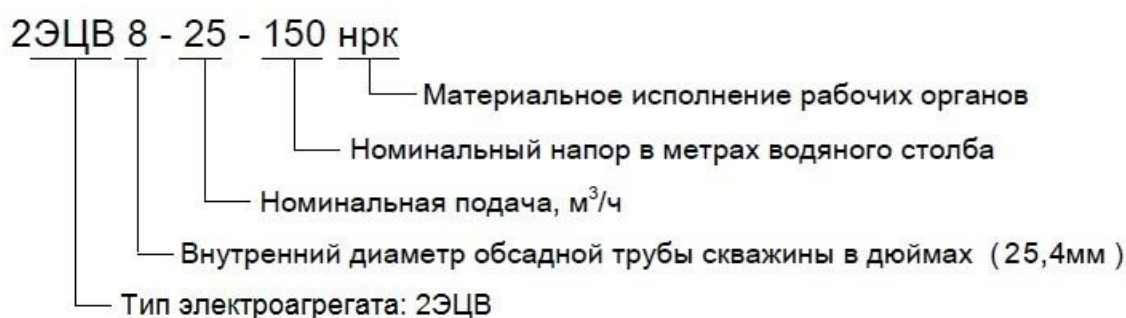 2ЭЦВ 8 - 25 - 150 нрк
Материальное исполнение рабочих органов
Номинальный напор в метрах водяного столба
Номинальная подача, м³/ч
Внутренний диаметр обсадной трубы скважины в дюймах (25,4мм)
Тип электроагрегата: 2ЭЦВ